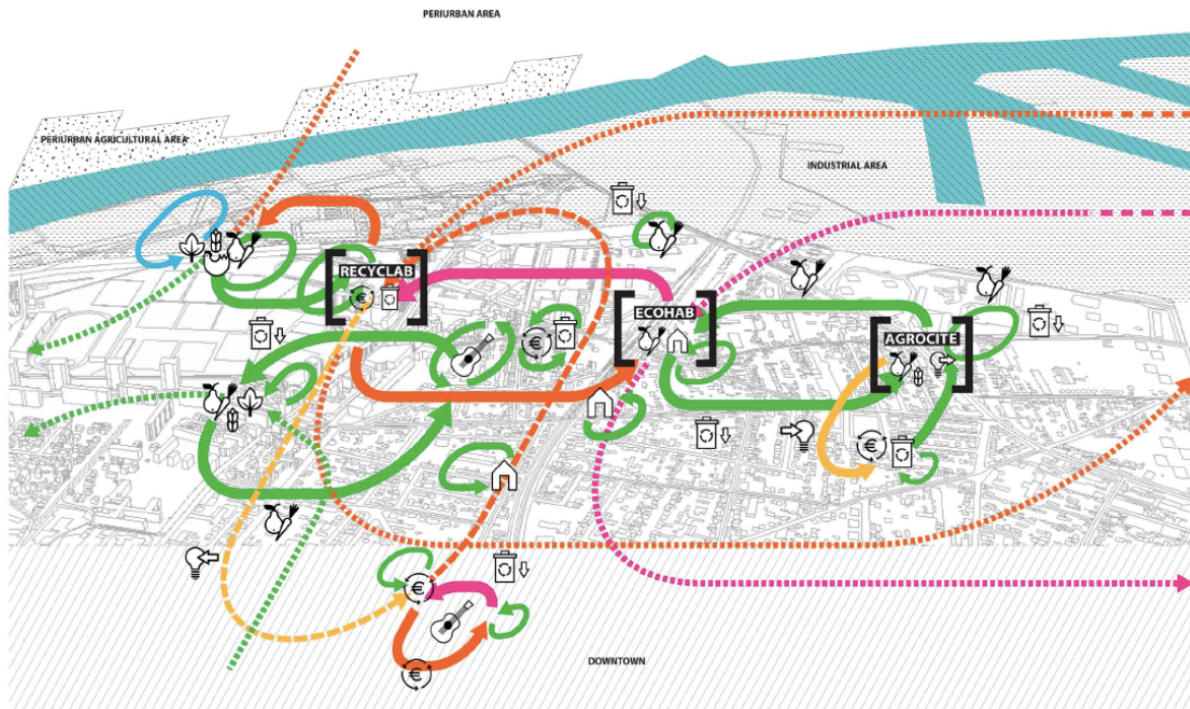 PERIURBAN AREA
PERIURBAN AGRICULTURAL AREA
INDUSTRIAL AREA
RECYCLAB
€
ECOHAB
€
AGROCITE
€
€
€
DOWNTOWN